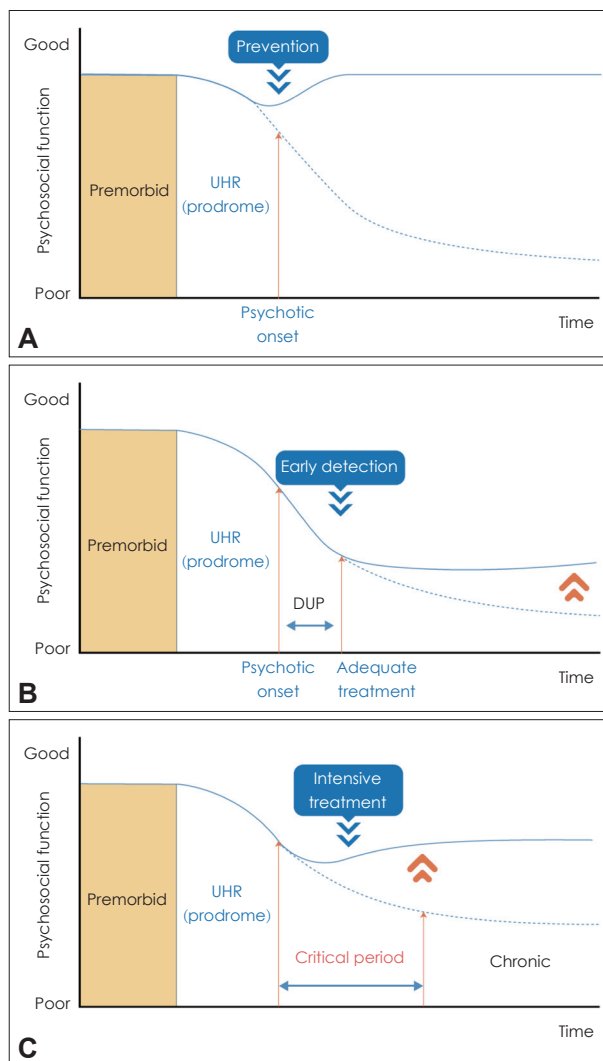 Good
Prevention
Psychosocial function
Premorbid
UHR
(prodrome)
Poor
Psychotic
onset
Time
A
Good
Early detection
Psychosocial function
Premorbid
UHR
(prodrome)
DUP
Poor
Psychotic
onset
Adequate
treatment
Time
B
Good
Intensive
treatment
Psychosocial function
Premorbid
UHR
(prodrome)
Critical period
Chronic
Poor
Time
C